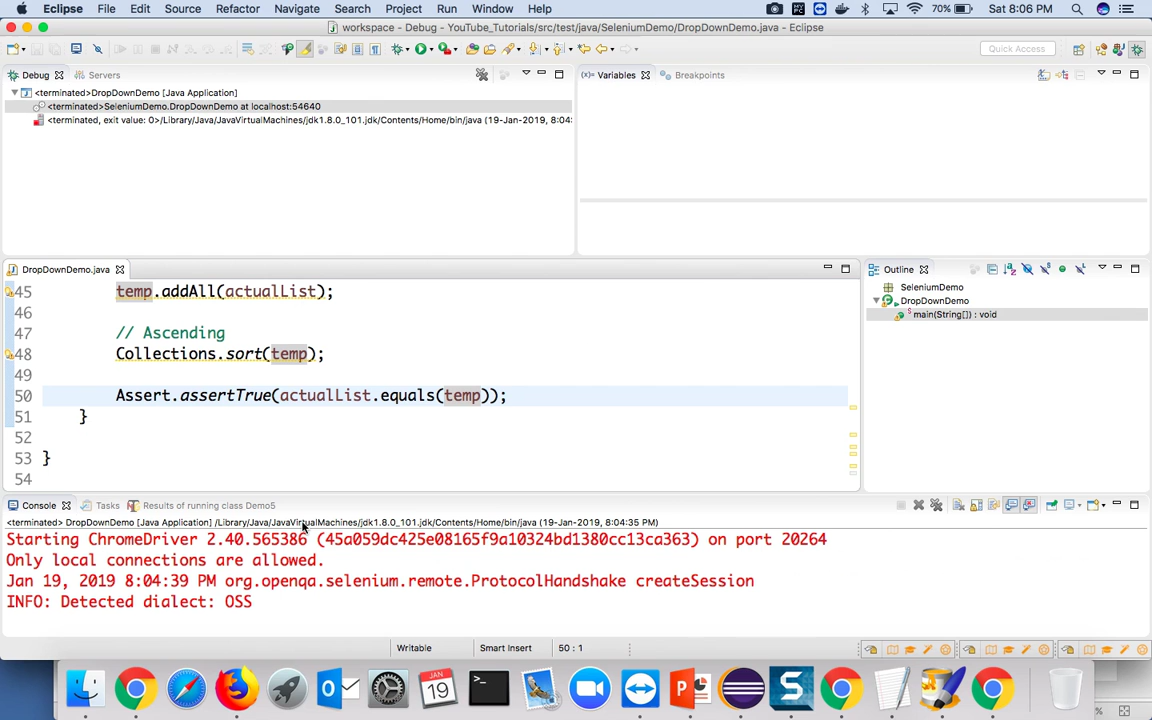 Eclipse File Edit Source Refactor Navigate Search Project Run Window Help 70% Sat 8:06 PM
workspace - Debug - YouTube_Tutorials/src/test/java/SeleniumDemo/DropDownDemo.java - Eclipse
Quick Access
Debug Servers
(x)= Variables Breakpoints
<terminated>DropDownDemo [Java Application]
<terminated>SeleniumDemo.DropDownDemo at localhost:54640
<terminated, exit value: 0>/Library/Java/JavaVirtualMachines/jdk1.8.0_101.jdk/Contents/Home/bin/java (19-Jan-2019, 8:04:
DropDownDemo.java
Outline
SeleniumDemo
DropDownDemo
main(String[]) : void
45 temp.addAll(actualList);
46
47 // Ascending
48 Collections.sort(temp);
49
50 Assert.assertTrue(actualList.equals(temp));
51 }
52
53 }
54
Console Tasks Results of running class Demo5
<terminated> DropDownDemo [Java Application] /Library/Java/JavaVirtualMachines/jdk1.8.0_101.jdk/Contents/Home/bin/java (19-Jan-2019, 8:04:35 PM)
Starting ChromeDriver 2.40.565386 (45a059dc425e08165f9a10324bd1380cc13ca363) on port 20264
Only local connections are allowed.
Jan 19, 2019 8:04:39 PM org.openqa.selenium.remote.ProtocolHandshake createSession
INFO: Detected dialect: OSS
Writable Smart Insert 50 : 1
JAN
19